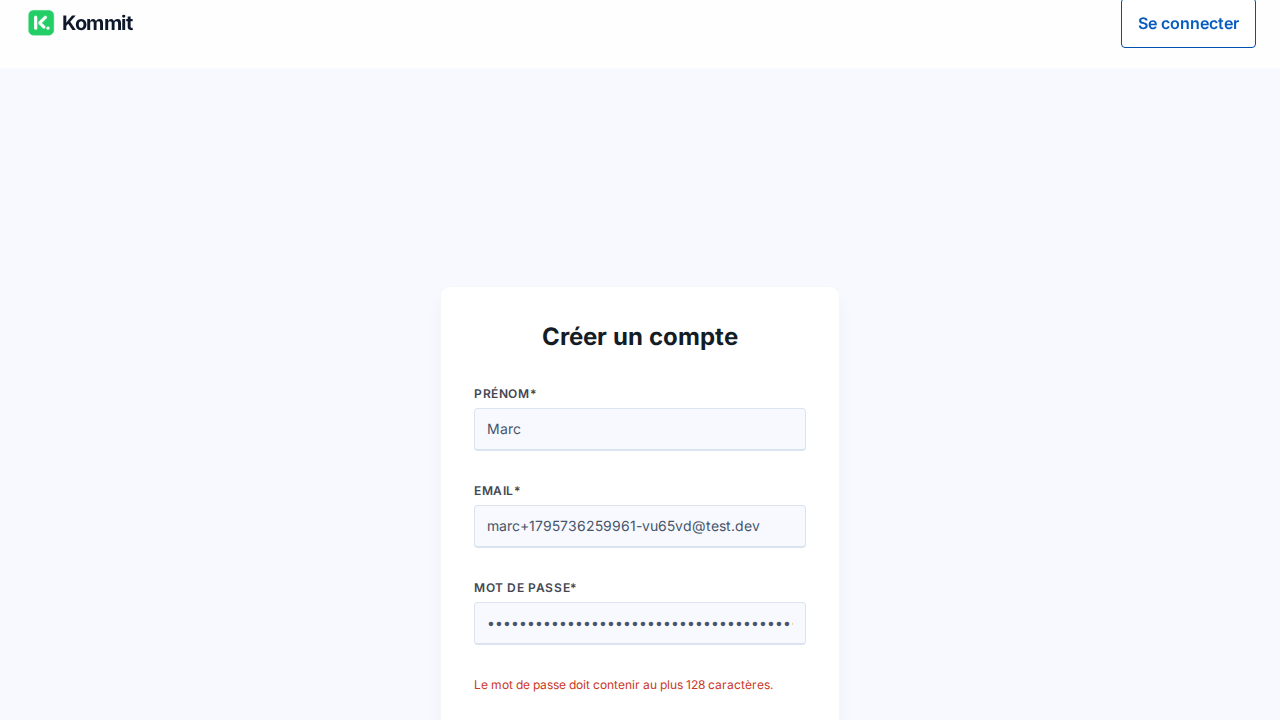 Kommit
Se connecter
Créer un compte
PRÉNOM*
Marc
EMAIL*
marc+1795736259961-vu65vd@test.dev
MOT DE PASSE*
Le mot de passe doit contenir au plus 128 caractères.